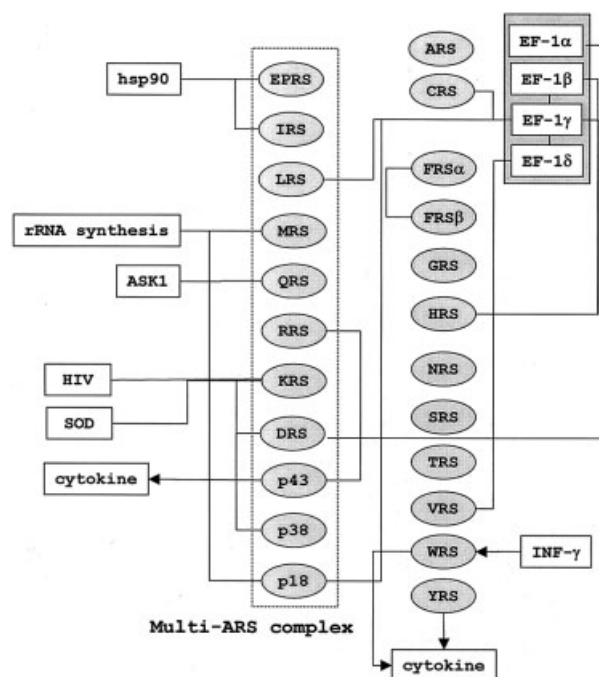 hsp90
rRNA synthesis
ASK1
HIV
SOD
cytokine
EPRS
IRS
LRS
MRS
QRS
RRS
KRS
DRS
p43
p38
p18
Multi-ARS complex
ARS
CRS
FRSα
FRSβ
GRS
HRS
NRS
SRS
TRS
VRS
WRS
YRS
cytokine
EF-1α
EF-1β
EF-1γ
EF-1δ
INF-γ